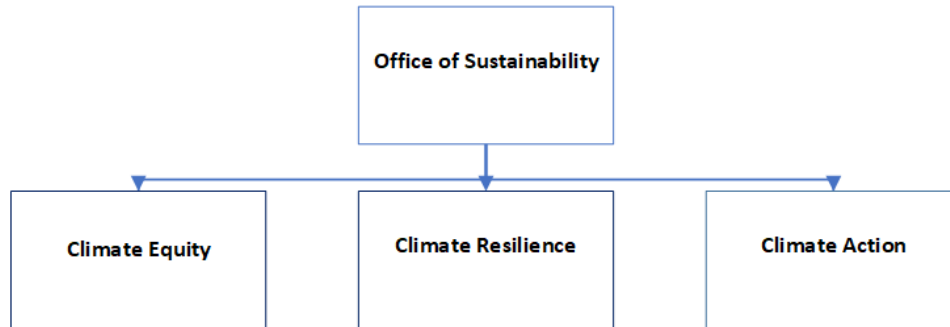 Office of Sustainability
Climate Equity
Climate Resilience
Climate Action